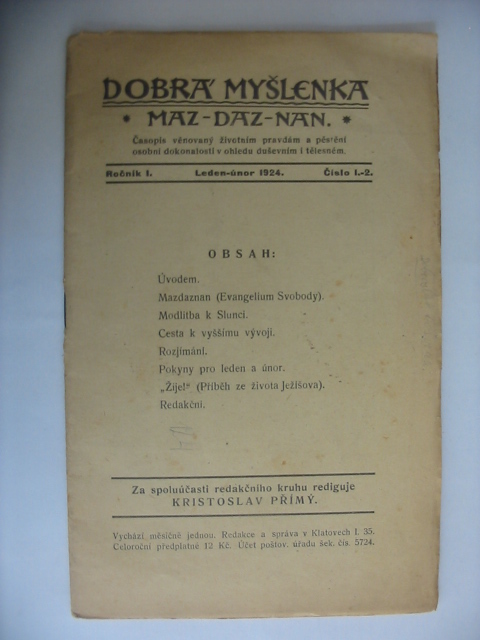 DOBRÁ MYŠLENKA
* MAZ-DAZ-NAN. *
Časopis věnovaný životním pravdám a pěstění
osobní dokonalosti v ohledu duševním i tělesném.
Ročník I. Leden-únor 1924. Číslo 1.-2.
OBSAH:
Úvodem.
Mazdaznan (Evangelium Svobody).
Modlitba k Slunci.
Cesta k vyššímu vývoji.
Rozjímání.
Pokyny pro leden a únor.
„Žijel“ (Příběh ze života Ježíšova).
Redakční.
Za spoluúčasti redakčního kruhu rediguje
KRISTOSLAV PŘÍMÝ.
Vychází měsíčně jednou. Redakce a správa v Klatovech I. 35.
Celoroční předplatné 12 Kč. Účet poštov. úřadu šek. čís. 5724.